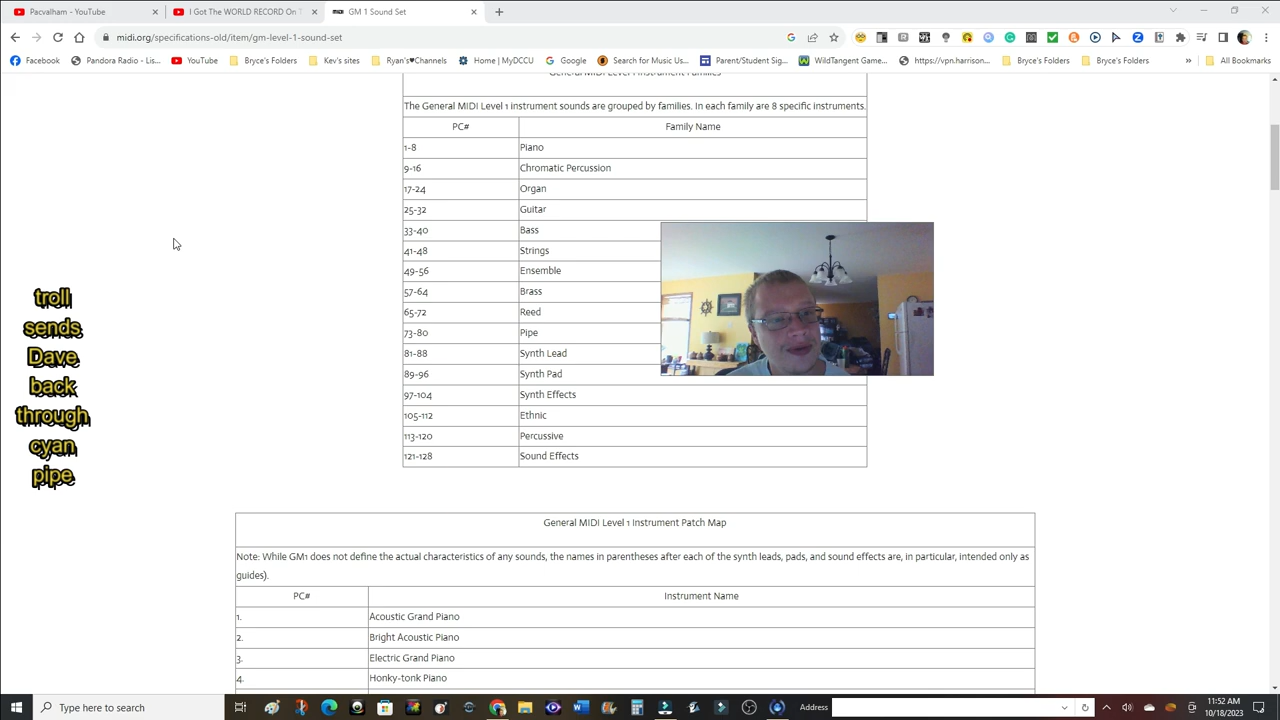 Pacvalham - YouTube
I Got The WORLD RECORD On T
GM 1 Sound Set
midi.org/specifications-old/item/gm-level-1-sound-set
Facebook
Pandora Radio - Lis...
YouTube
Bryce's Folders
Kev's sites
Ryan's♥Channels
Home | MyDCCU
Google
Search for Music Us...
Parent/Student Sig...
WildTangent Game...
https://vpn.harrison...
Bryce's Folders
Bryce's Folders
»
All Bookmarks
General MIDI Level 1 Instrument Families
The General MIDI Level 1 instrument sounds are grouped by families. In each family are 8 specific instruments.
PC# Family Name
1-8 Piano
9-16 Chromatic Percussion
17-24 Organ
25-32 Guitar
33-40 Bass
41-48 Strings
49-56 Ensemble
57-64 Brass
65-72 Reed
73-80 Pipe
81-88 Synth Lead
89-96 Synth Pad
97-104 Synth Effects
105-112 Ethnic
113-120 Percussive
121-128 Sound Effects
troll
sends
Dave
back
through
cyan
pipe
General MIDI Level 1 Instrument Patch Map
Note: While GM1 does not define the actual characteristics of any sounds, the names in parentheses after each of the synth leads, pads, and sound effects are, in particular, intended only as
guides).
PC# Instrument Name
1. Acoustic Grand Piano
2. Bright Acoustic Piano
3. Electric Grand Piano
4. Honky-tonk Piano
Type here to search
Address
11:52 AM
10/18/2023